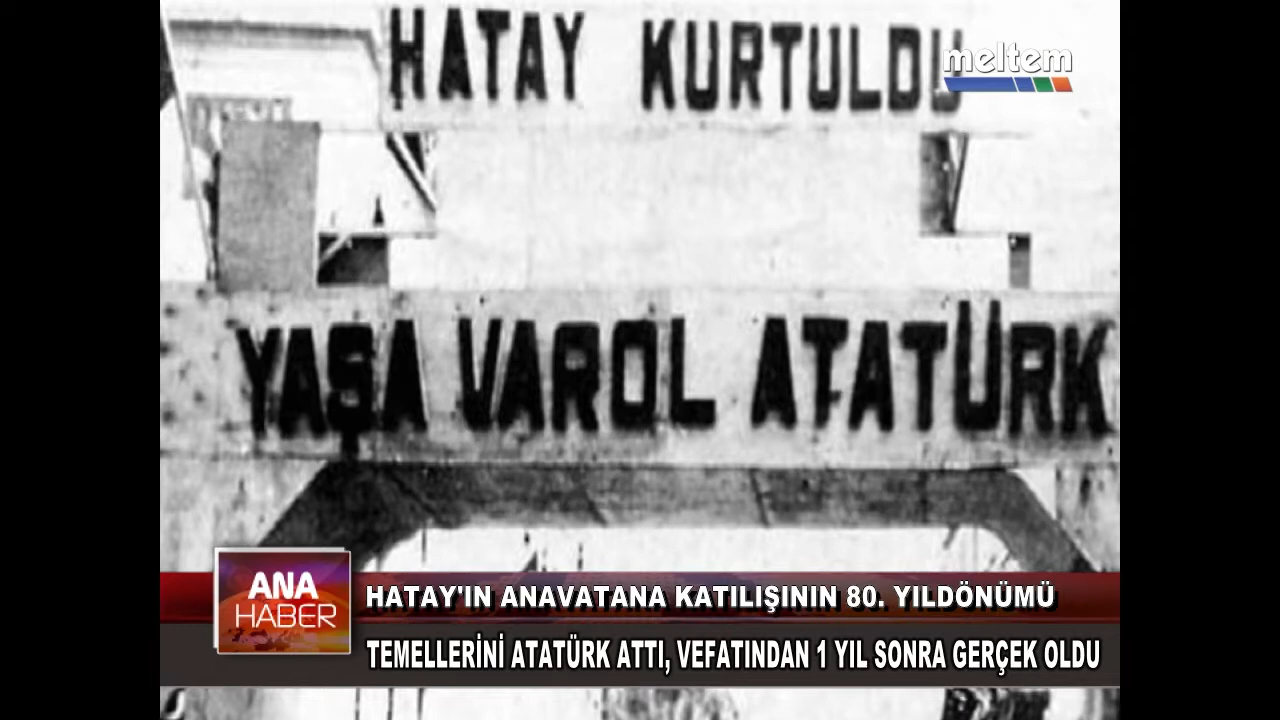 HATAY KURTULDU
meltem
YAŞA VAROL ATATÜRK
ANA
HABER
HATAY'IN ANAVATANA KATILIŞININ 80. YILDÖNÜMÜ
TEMELLERİNİ ATATÜRK ATTI, VEFATINDAN 1 YIL SONRA GERÇEK OLDU